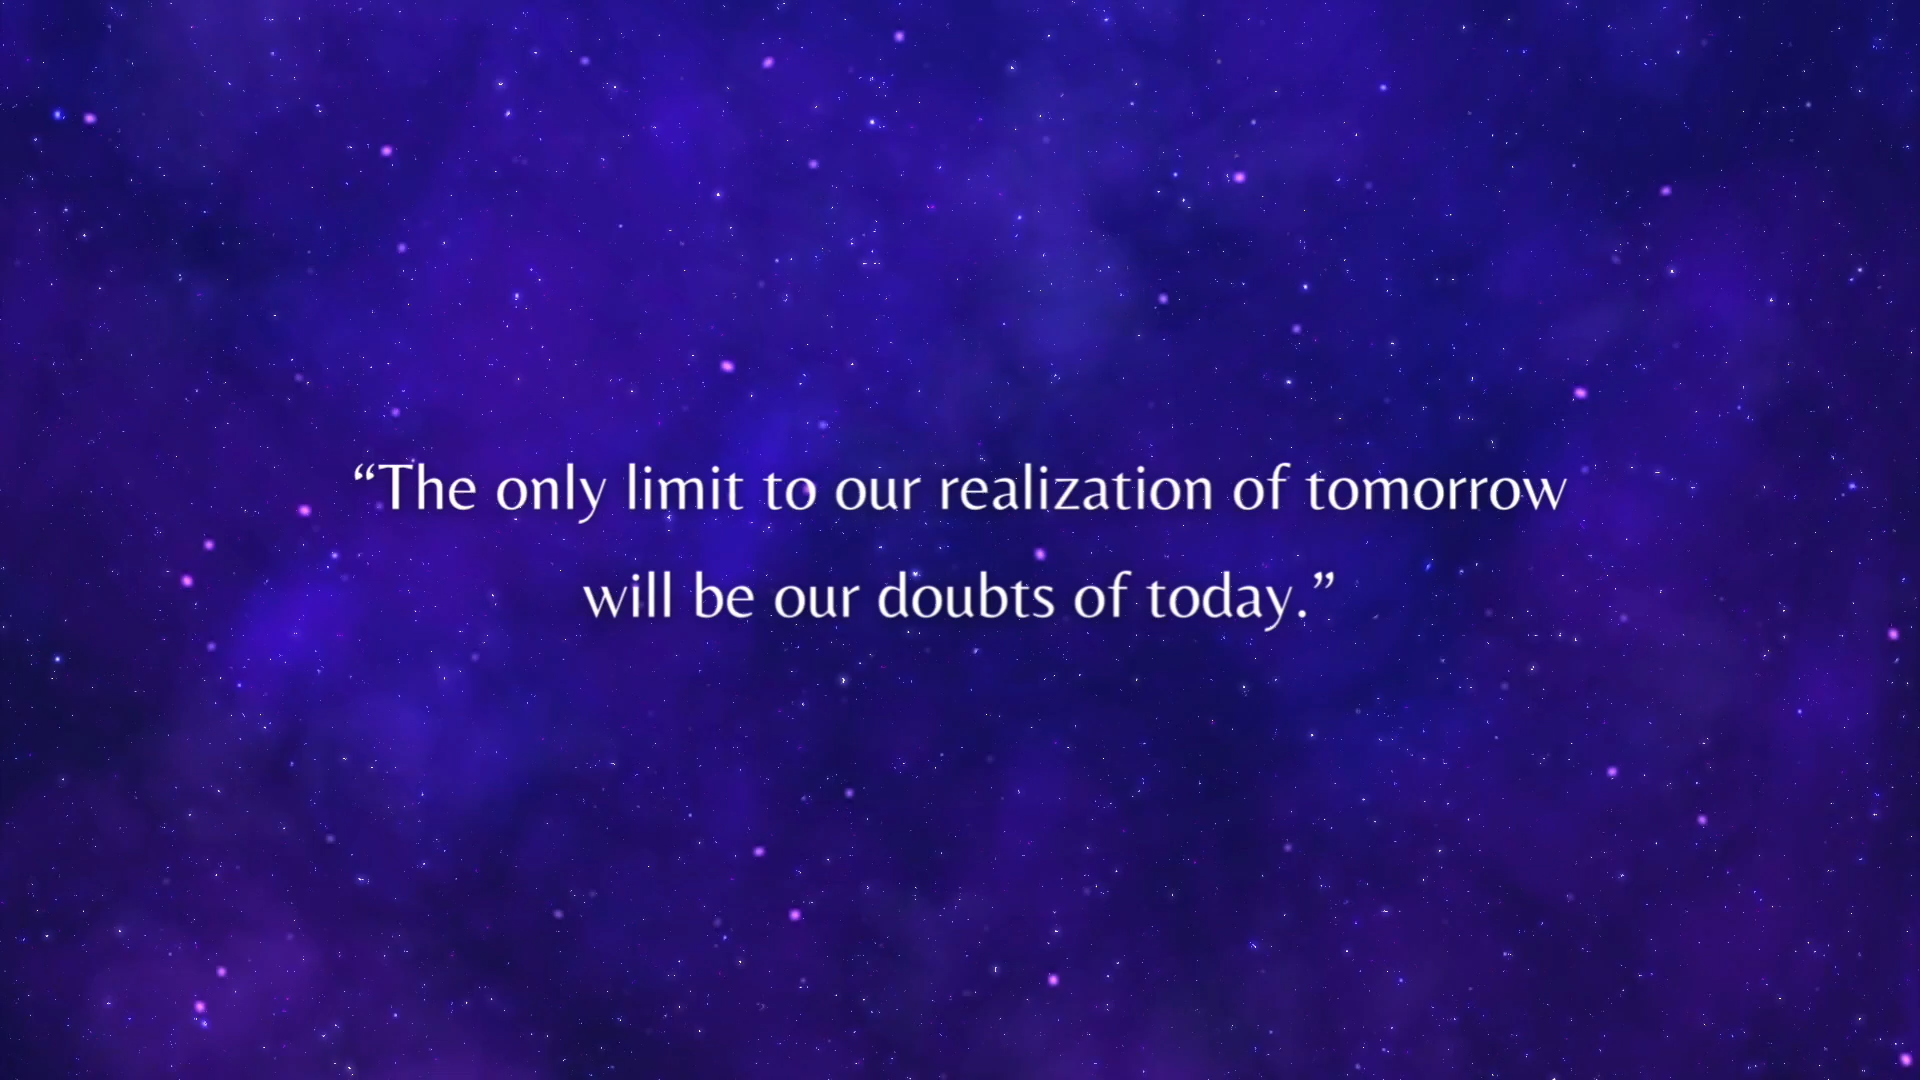 “The only limit to our realization of tomorrow
will be our doubts of today.”